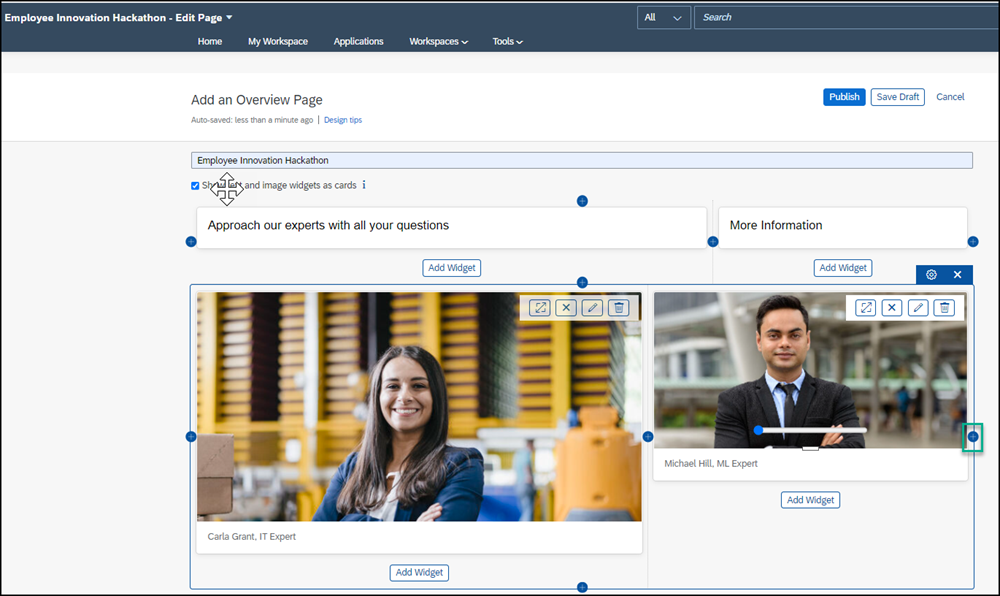 Employee Innovation Hackathon - Edit Page
All
Search
Home My Workspace Applications Workspaces Tools
Add an Overview Page
Publish Save Draft Cancel
Auto-saved: less than a minute ago | Design tips
Employee Innovation Hackathon
and image widgets as cards
Approach our experts with all your questions
More Information
Add Widget
Add Widget
Michael Hill, ML Expert
Add Widget
Carla Grant, IT Expert
Add Widget